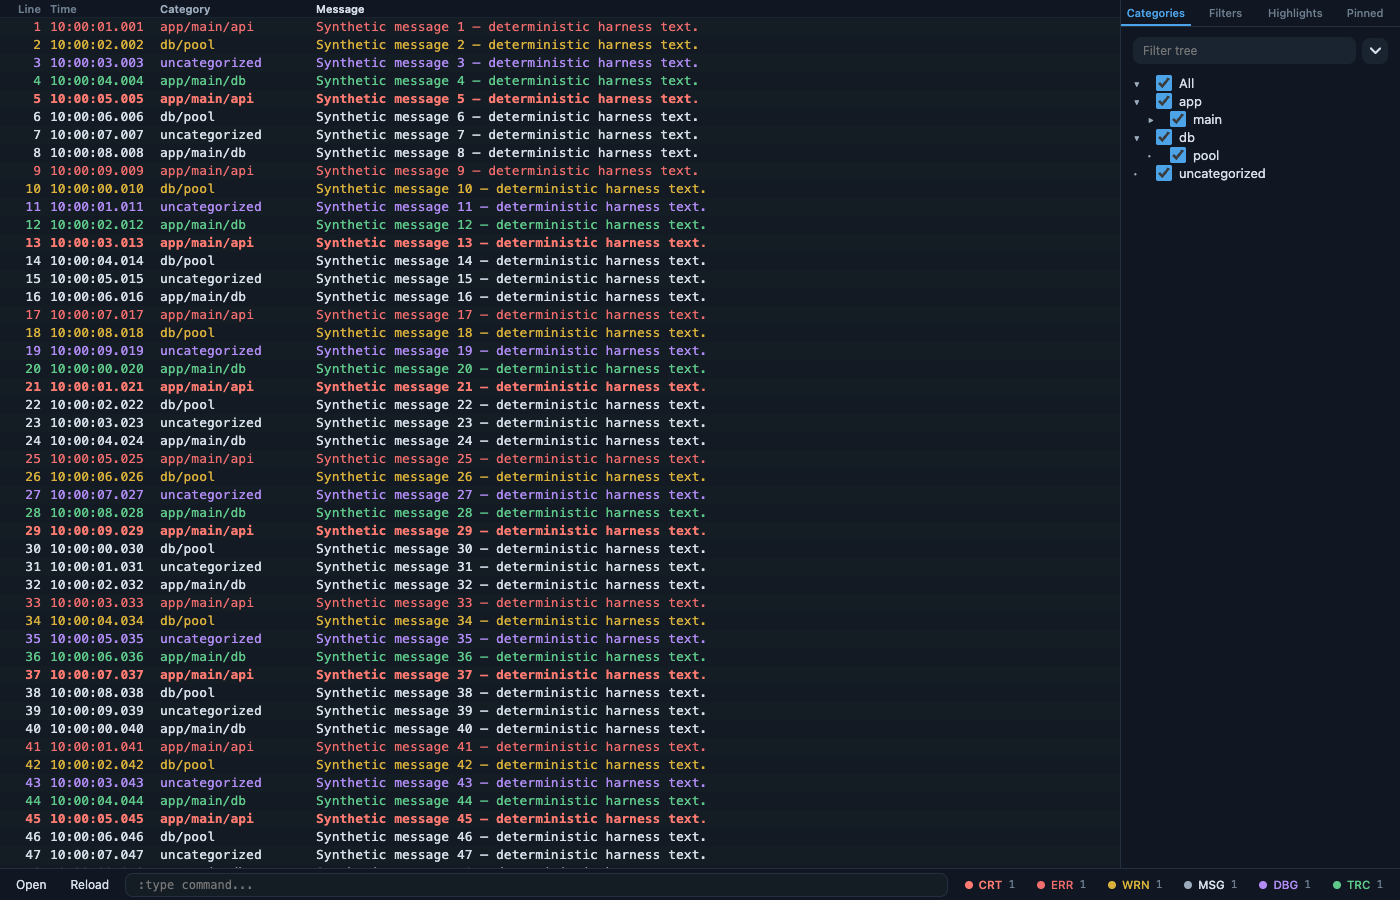 Line Time Category Message
1 10:00:01.001 app/main/api Synthetic message 1 — deterministic harness text.
2 10:00:02.002 db/pool Synthetic message 2 — deterministic harness text.
3 10:00:03.003 uncategorized Synthetic message 3 — deterministic harness text.
4 10:00:04.004 app/main/db Synthetic message 4 — deterministic harness text.
5 10:00:05.005 app/main/api Synthetic message 5 — deterministic harness text.
6 10:00:06.006 db/pool Synthetic message 6 — deterministic harness text.
7 10:00:07.007 uncategorized Synthetic message 7 — deterministic harness text.
8 10:00:08.008 app/main/db Synthetic message 8 — deterministic harness text.
9 10:00:09.009 app/main/api Synthetic message 9 — deterministic harness text.
10 10:00:00.010 db/pool Synthetic message 10 — deterministic harness text.
11 10:00:01.011 uncategorized Synthetic message 11 — deterministic harness text.
12 10:00:02.012 app/main/db Synthetic message 12 — deterministic harness text.
13 10:00:03.013 app/main/api Synthetic message 13 — deterministic harness text.
14 10:00:04.014 db/pool Synthetic message 14 — deterministic harness text.
15 10:00:05.015 uncategorized Synthetic message 15 — deterministic harness text.
16 10:00:06.016 app/main/db Synthetic message 16 — deterministic harness text.
17 10:00:07.017 app/main/api Synthetic message 17 — deterministic harness text.
18 10:00:08.018 db/pool Synthetic message 18 — deterministic harness text.
19 10:00:09.019 uncategorized Synthetic message 19 — deterministic harness text.
20 10:00:00.020 app/main/db Synthetic message 20 — deterministic harness text.
21 10:00:01.021 app/main/api Synthetic message 21 — deterministic harness text.
22 10:00:02.022 db/pool Synthetic message 22 — deterministic harness text.
23 10:00:03.023 uncategorized Synthetic message 23 — deterministic harness text.
24 10:00:04.024 app/main/db Synthetic message 24 — deterministic harness text.
25 10:00:05.025 app/main/api Synthetic message 25 — deterministic harness text.
26 10:00:06.026 db/pool Synthetic message 26 — deterministic harness text.
27 10:00:07.027 uncategorized Synthetic message 27 — deterministic harness text.
28 10:00:08.028 app/main/db Synthetic message 28 — deterministic harness text.
29 10:00:09.029 app/main/api Synthetic message 29 — deterministic harness text.
30 10:00:00.030 db/pool Synthetic message 30 — deterministic harness text.
31 10:00:01.031 uncategorized Synthetic message 31 — deterministic harness text.
32 10:00:02.032 app/main/db Synthetic message 32 — deterministic harness text.
33 10:00:03.033 app/main/api Synthetic message 33 — deterministic harness text.
34 10:00:04.034 db/pool Synthetic message 34 — deterministic harness text.
35 10:00:05.035 uncategorized Synthetic message 35 — deterministic harness text.
36 10:00:06.036 app/main/db Synthetic message 36 — deterministic harness text.
37 10:00:07.037 app/main/api Synthetic message 37 — deterministic harness text.
38 10:00:08.038 db/pool Synthetic message 38 — deterministic harness text.
39 10:00:09.039 uncategorized Synthetic message 39 — deterministic harness text.
40 10:00:00.040 app/main/db Synthetic message 40 — deterministic harness text.
41 10:00:01.041 app/main/api Synthetic message 41 — deterministic harness text.
42 10:00:02.042 db/pool Synthetic message 42 — deterministic harness text.
43 10:00:03.043 uncategorized Synthetic message 43 — deterministic harness text.
44 10:00:04.044 app/main/db Synthetic message 44 — deterministic harness text.
45 10:00:05.045 app/main/api Synthetic message 45 — deterministic harness text.
46 10:00:06.046 db/pool Synthetic message 46 — deterministic harness text.
47 10:00:07.047 uncategorized Synthetic message 47 — deterministic harness text.
Categories Filters Highlights Pinned
Filter tree
All
app
main
db
pool
uncategorized
Open Reload :type command... CRT 1 ERR 1 WRN 1 MSG 1 DBG 1 TRC 1